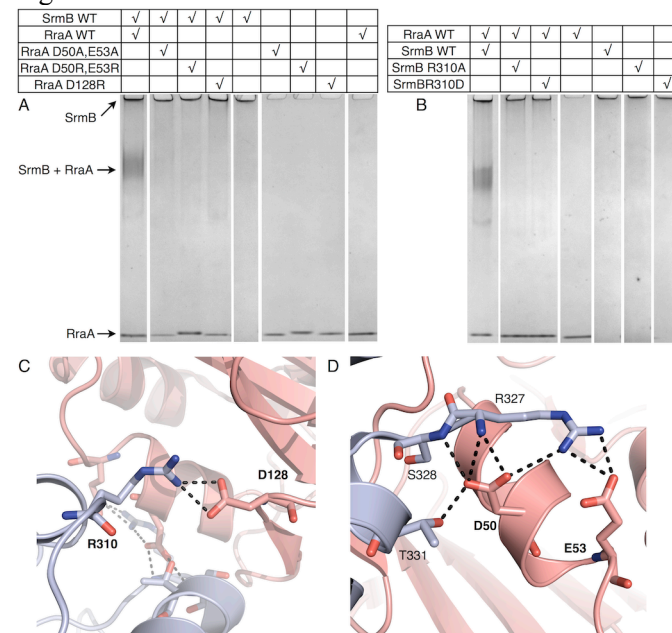 SrmB WT √ √ √ √ √
RraA WT √ √
RraA D50A,E53A √ √
RraA D50R,E53R √ √
RraA D128R √ √
RraA WT √ √ √ √
SrmB WT √ √
SrmB R310A √ √
SrmBR310D √ √
A
SrmB
SrmB + RraA
RraA
B
C
D128
R310
D
R327
S328
D50
T331
E53